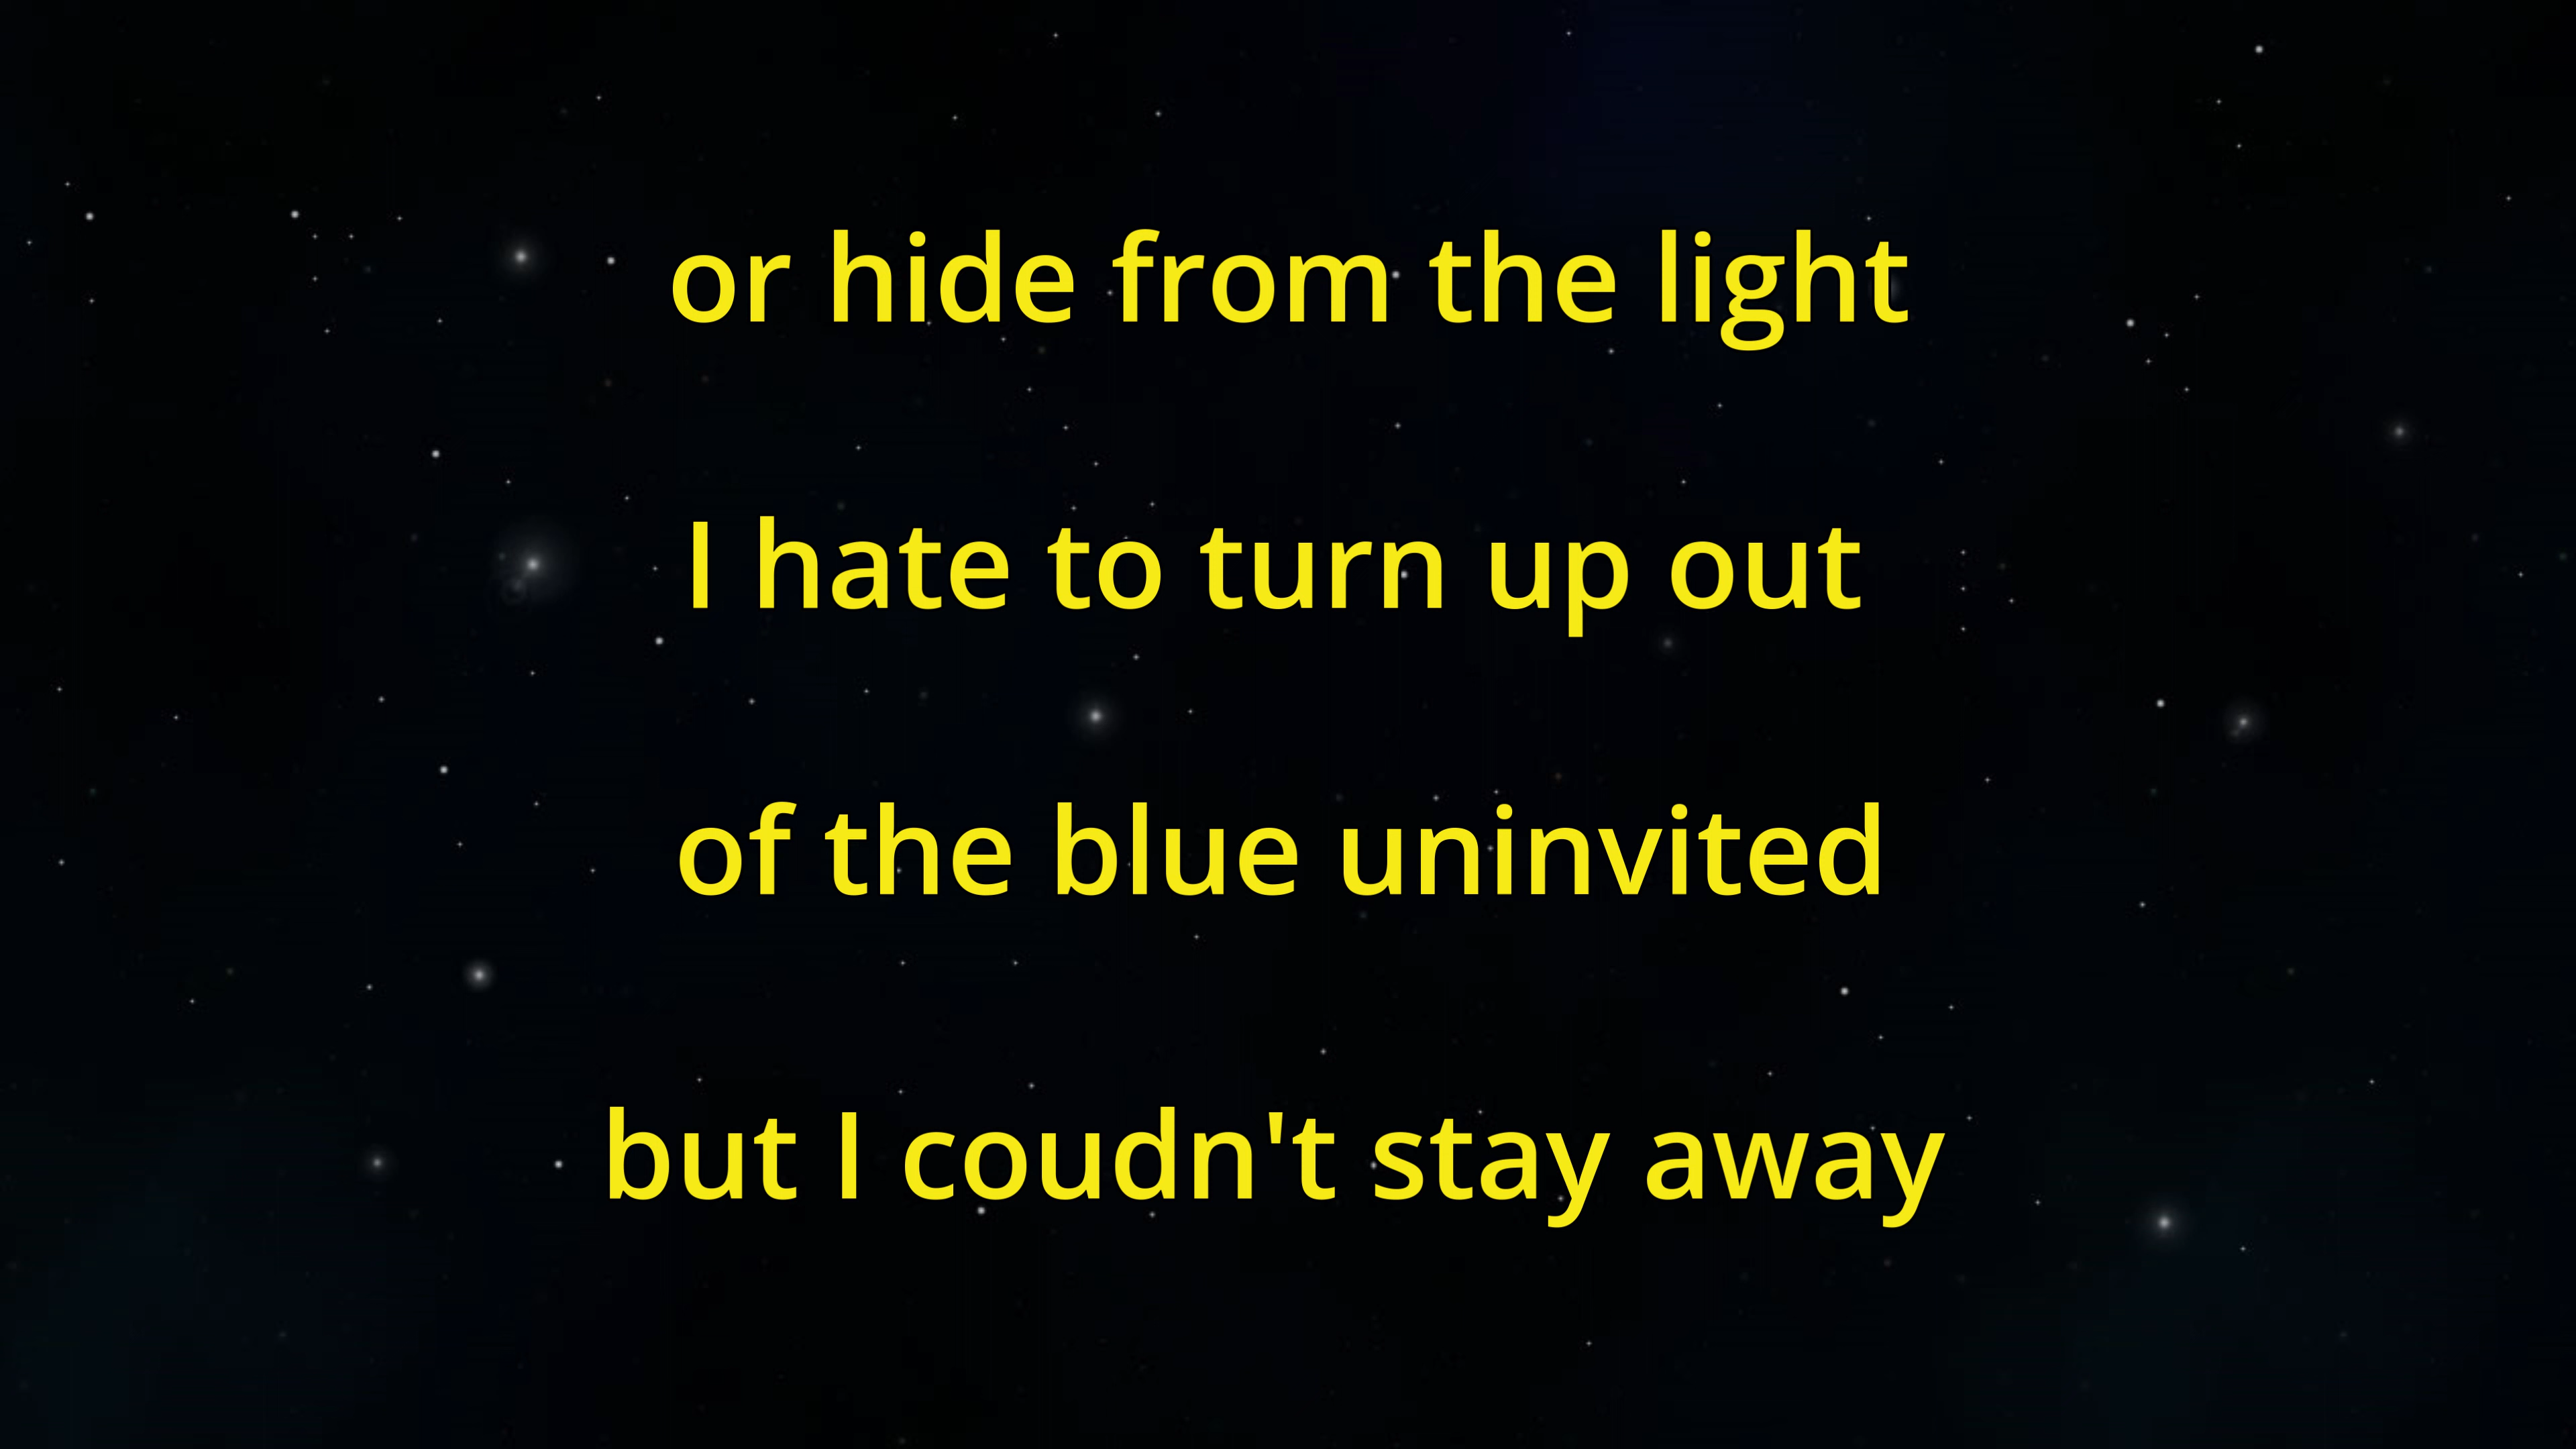 or hide from the light
I hate to turn up out
of the blue uninvited
but I coudn't stay away